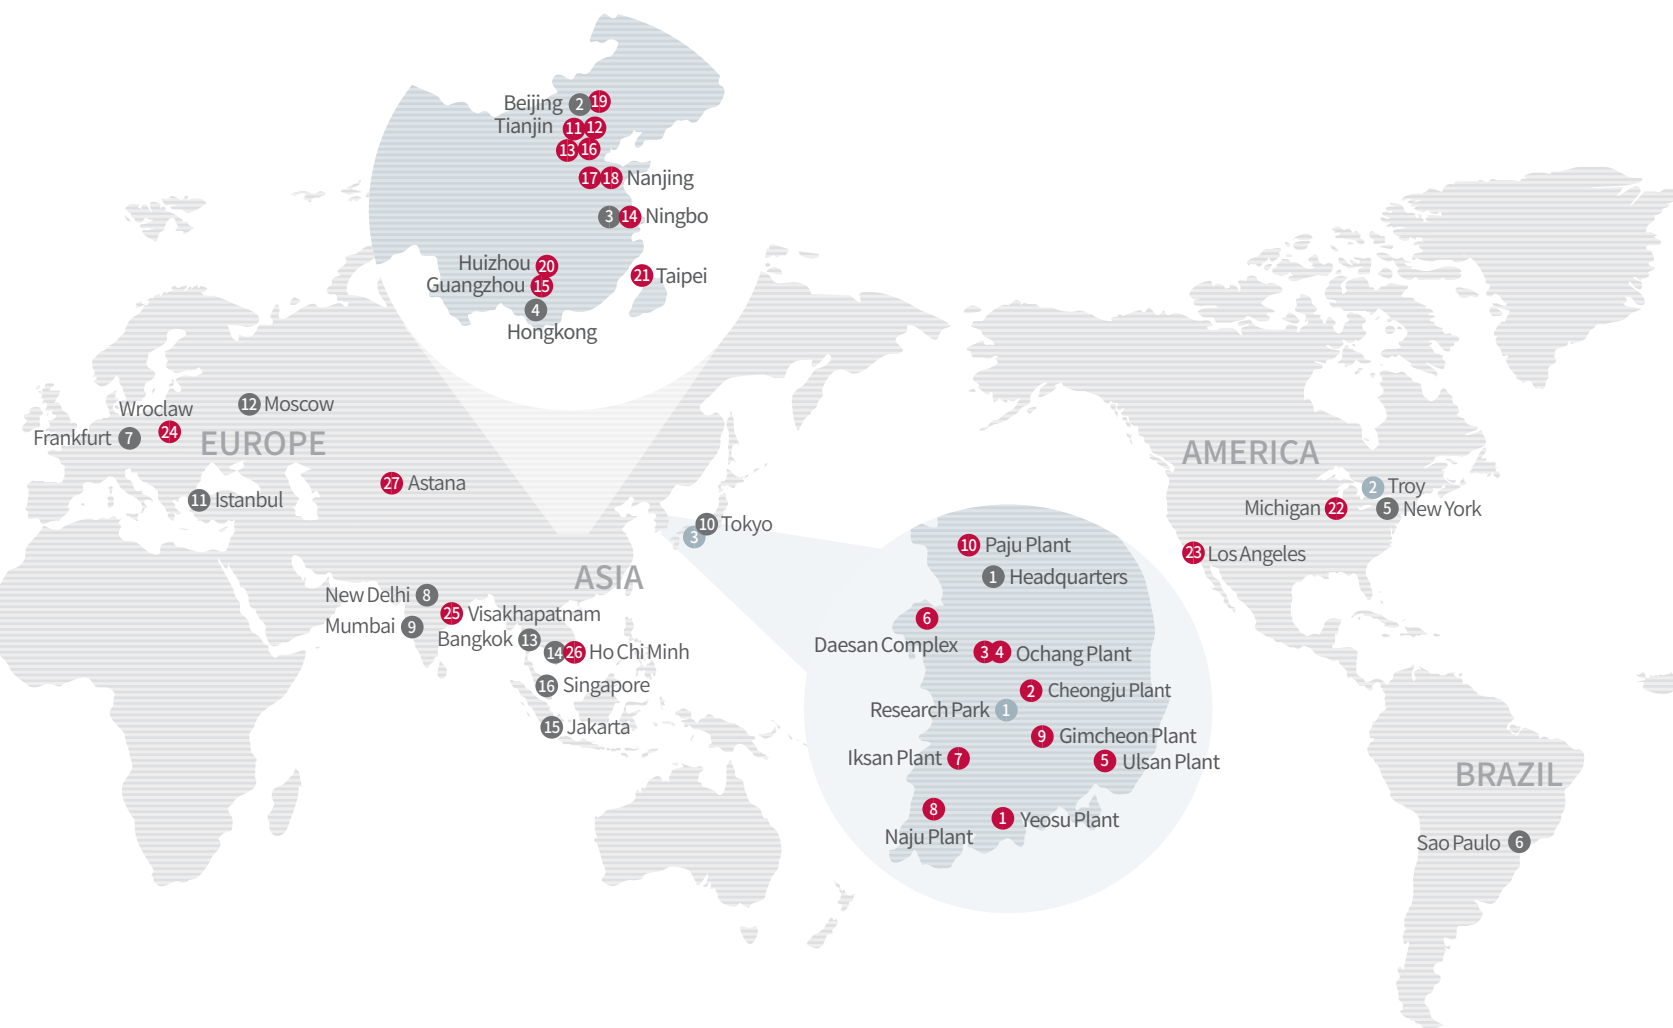 Beijing 2 19
Tianjin 11 12
13 16
17 18 Nanjing
3 14 Ningbo
Huizhou 20
21 Taipei
Guangzhou 15
4
Hongkong
Wroclaw
12 Moscow
24
Frankfurt 7
EUROPE
27 Astana
11 Istanbul
10 Tokyo
3
ASIA
New Delhi 8
25 Visakhapatnam
Mumbai 9
Bangkok 13
14 26 Ho Chi Minh
16 Singapore
15 Jakarta
10 Paju Plant
1 Headquarters
6
Daesan Complex
3 4 Ochang Plant
2 Cheongju Plant
Research Park 1
9 Gimcheon Plant
Iksan Plant 7
5 Ulsan Plant
8
Naju Plant
1 Yeosu Plant
AMERICA
2 Troy
Michigan 22
5 New York
23 Los Angeles
BRAZIL
Sao Paulo 6